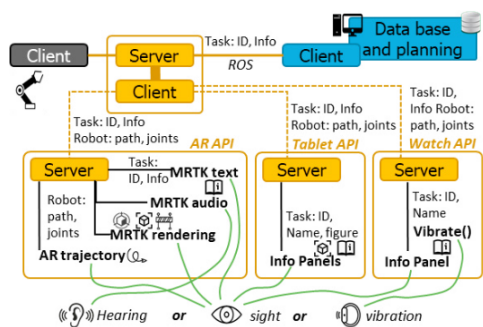 Client
Server
Client
Task: ID, Info
ROS
Client
Data base
and planning
Task: ID, Info
Robot: path, joints
AR API
Task: ID, Info
Robot: path, joints
Tablet API
Task: ID,
Info Robot:
path, joints
Watch API
Server
Task:
ID, Info
MRTK text
Robot:
path,
joints
MRTK audio
MRTK rendering
AR trajectory
Server
Task: ID,
Name, figure
Info Panels
Server
Task: ID,
Name
Vibrate()
Info Panel
Hearing or sight or vibration